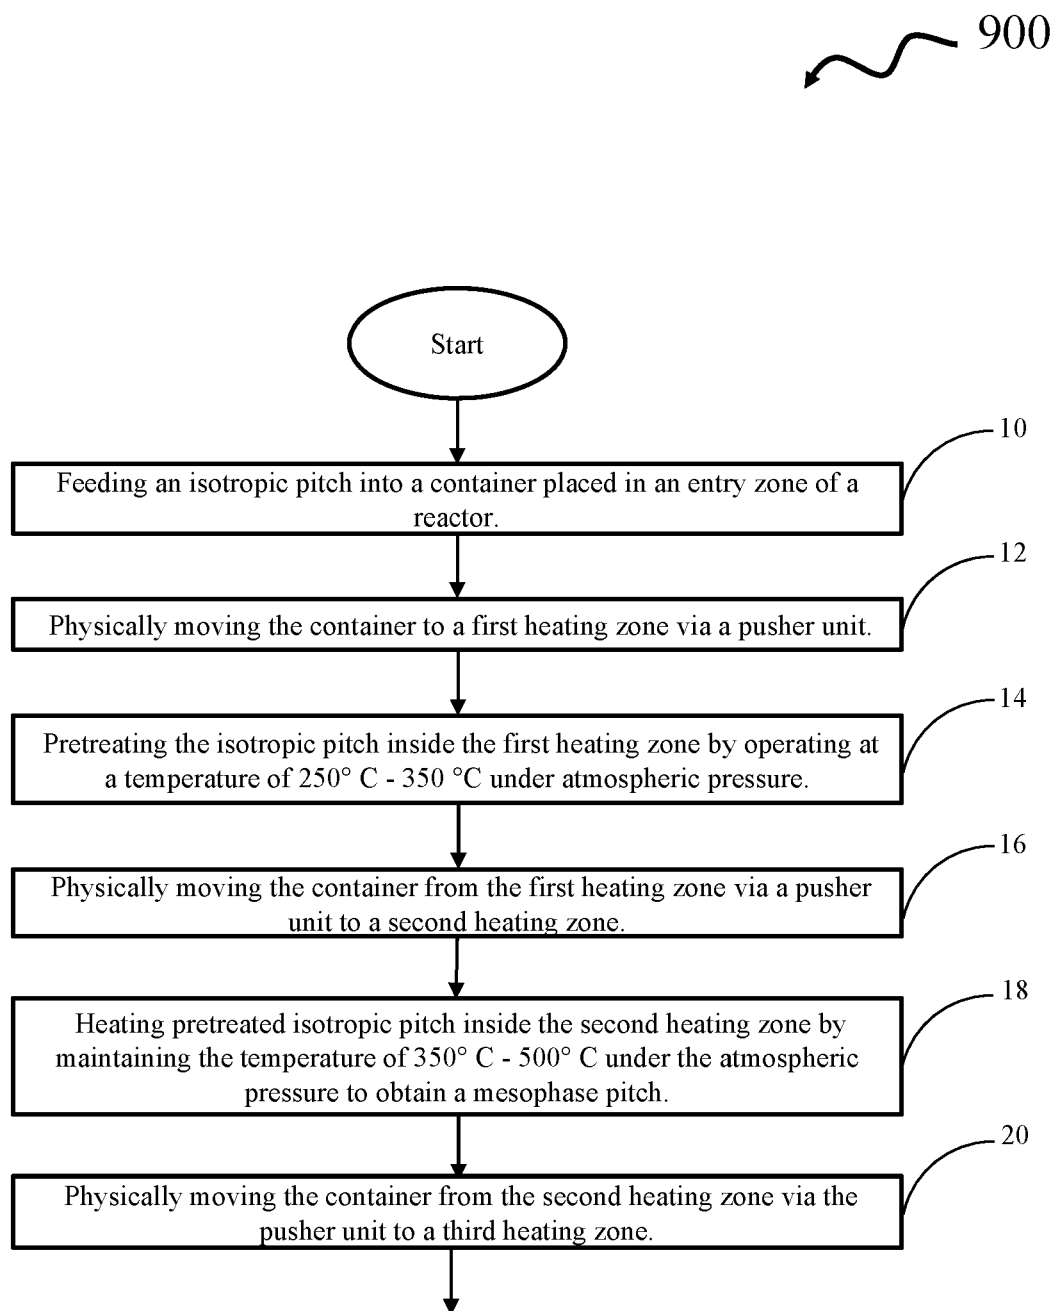 900
Start
10
Feeding an isotropic pitch into a container placed in an entry zone of a
reactor.
12
Physically moving the container to a first heating zone via a pusher unit.
14
Pretreating the isotropic pitch inside the first heating zone by operating at
a temperature of 250° C - 350 °C under atmospheric pressure.
16
Physically moving the container from the first heating zone via a pusher
unit to a second heating zone.
18
Heating pretreated isotropic pitch inside the second heating zone by
maintaining the temperature of 350° C - 500° C under the atmospheric
pressure to obtain a mesophase pitch.
20
Physically moving the container from the second heating zone via the
pusher unit to a third heating zone.